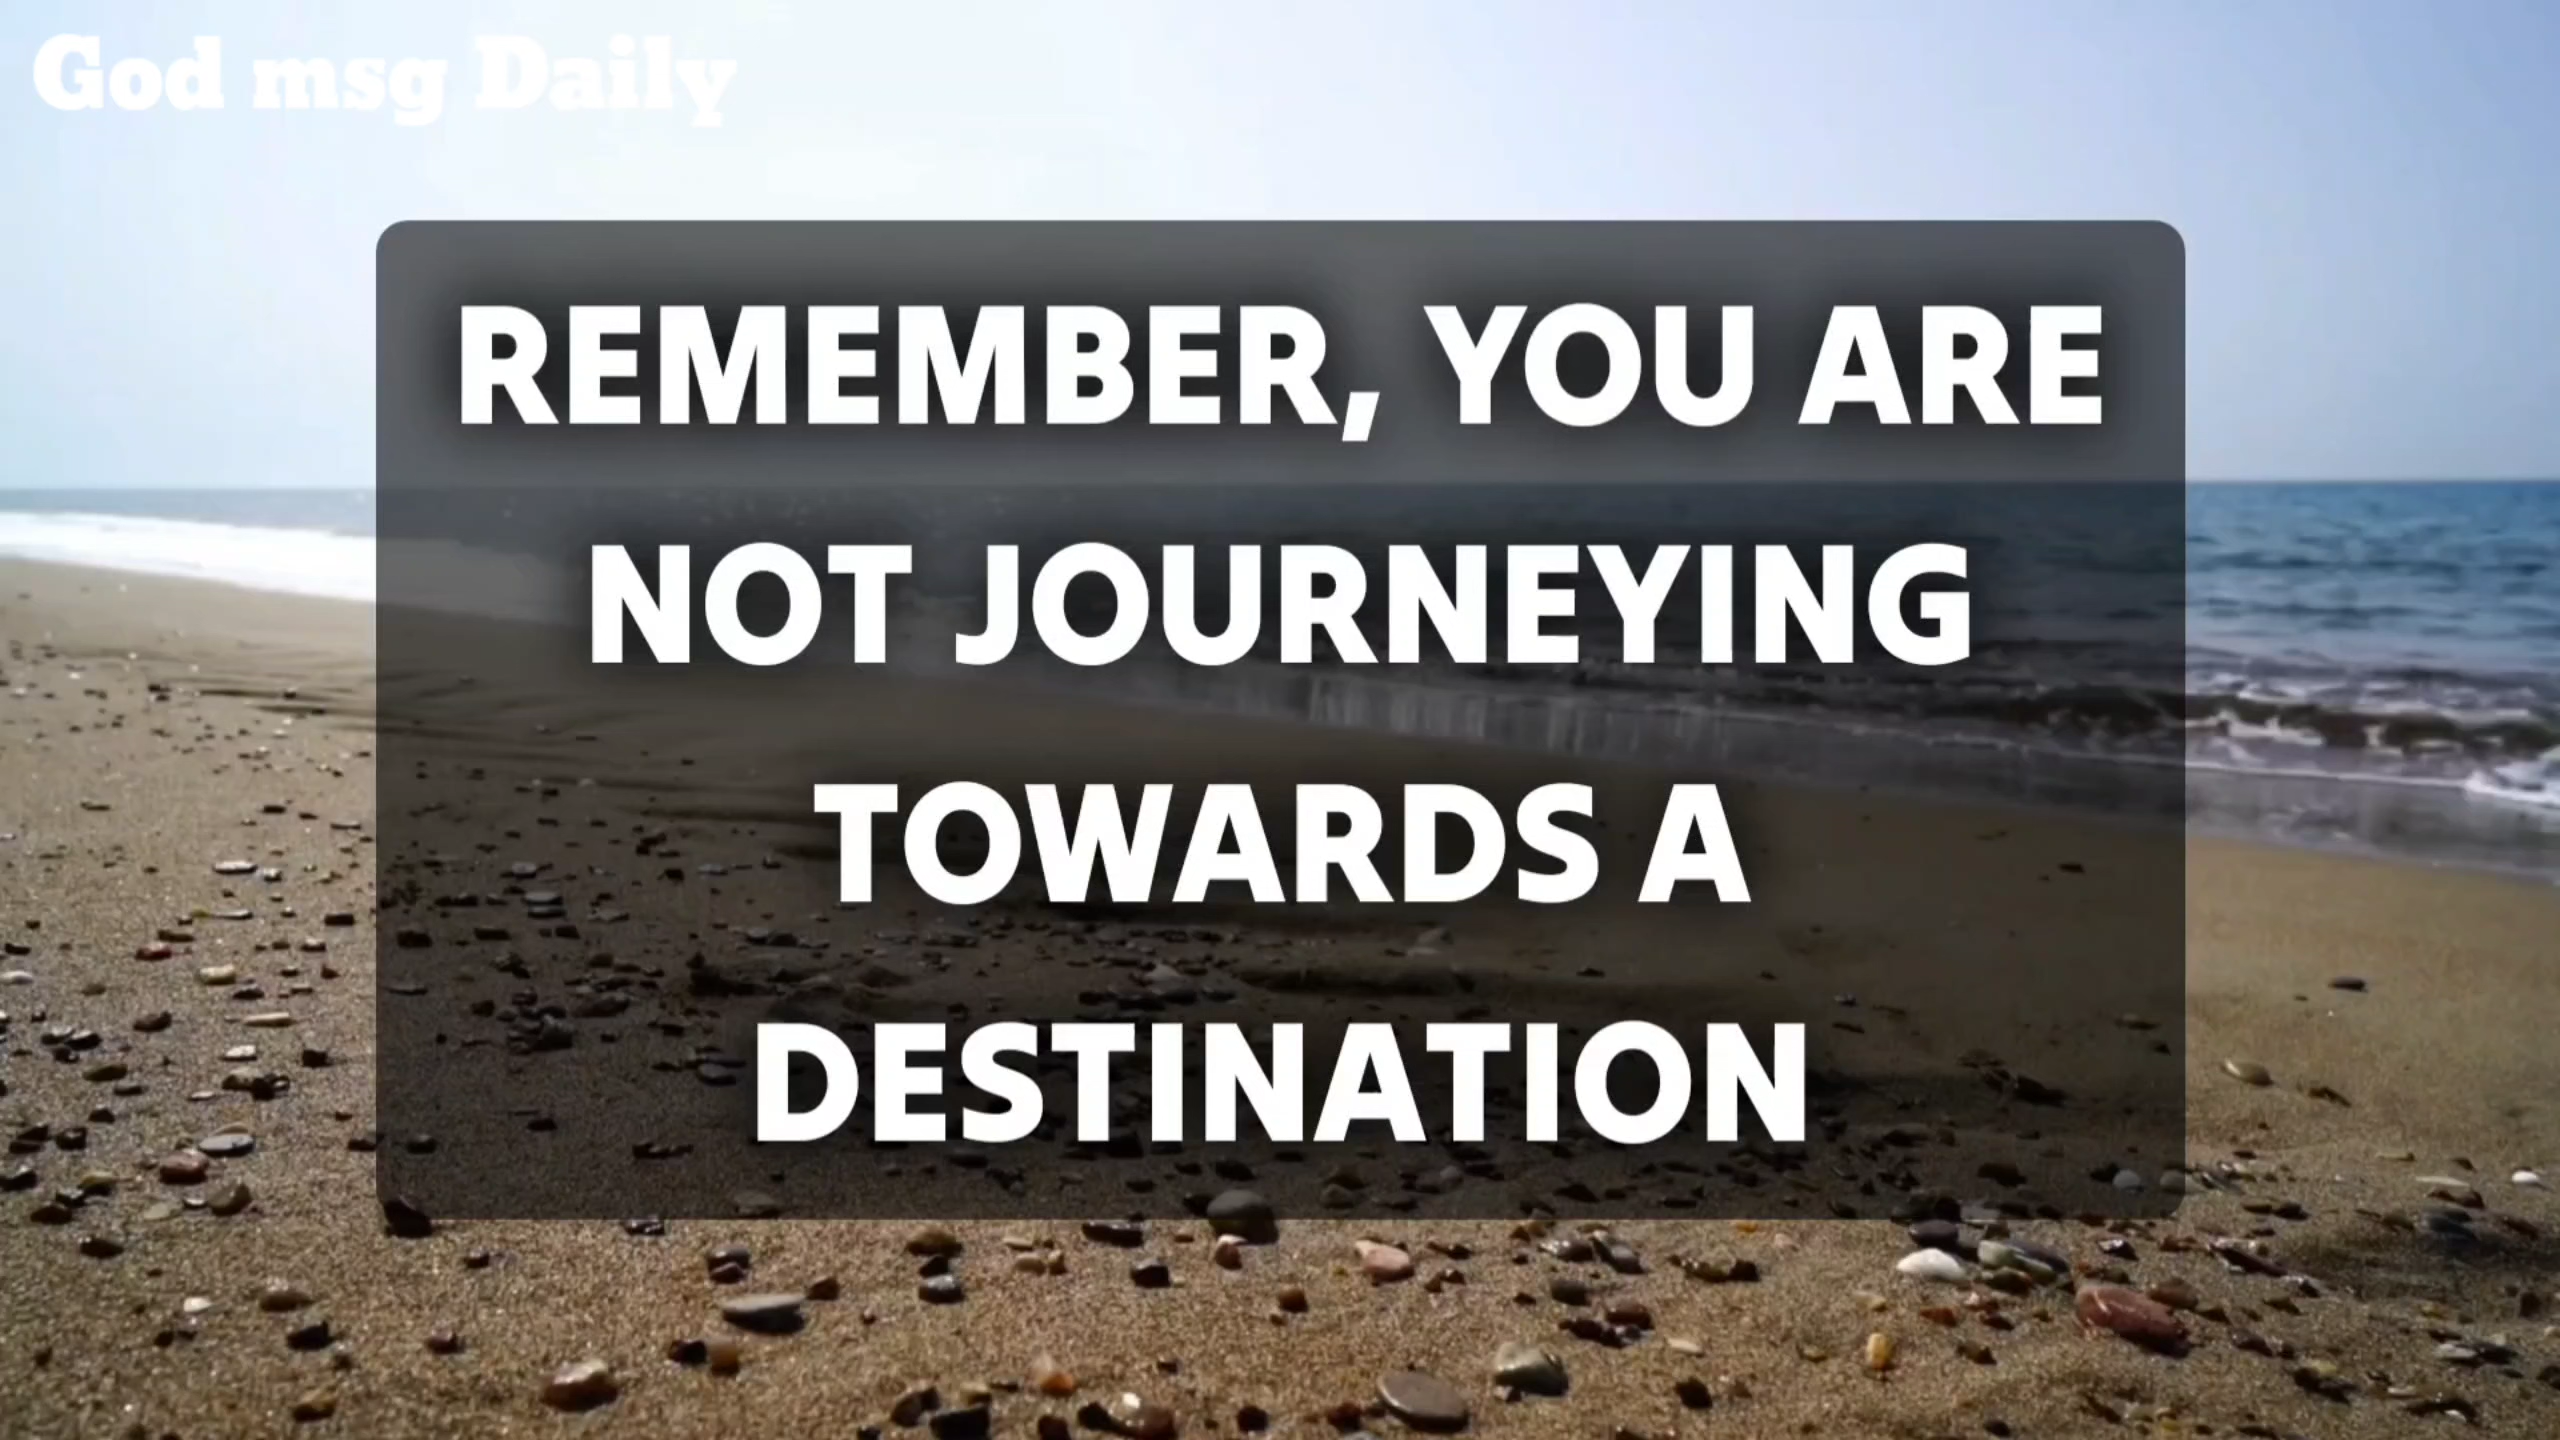 God msg Daily
REMEMBER, YOU ARE
NOT JOURNEYING
TOWARDS A
DESTINATION